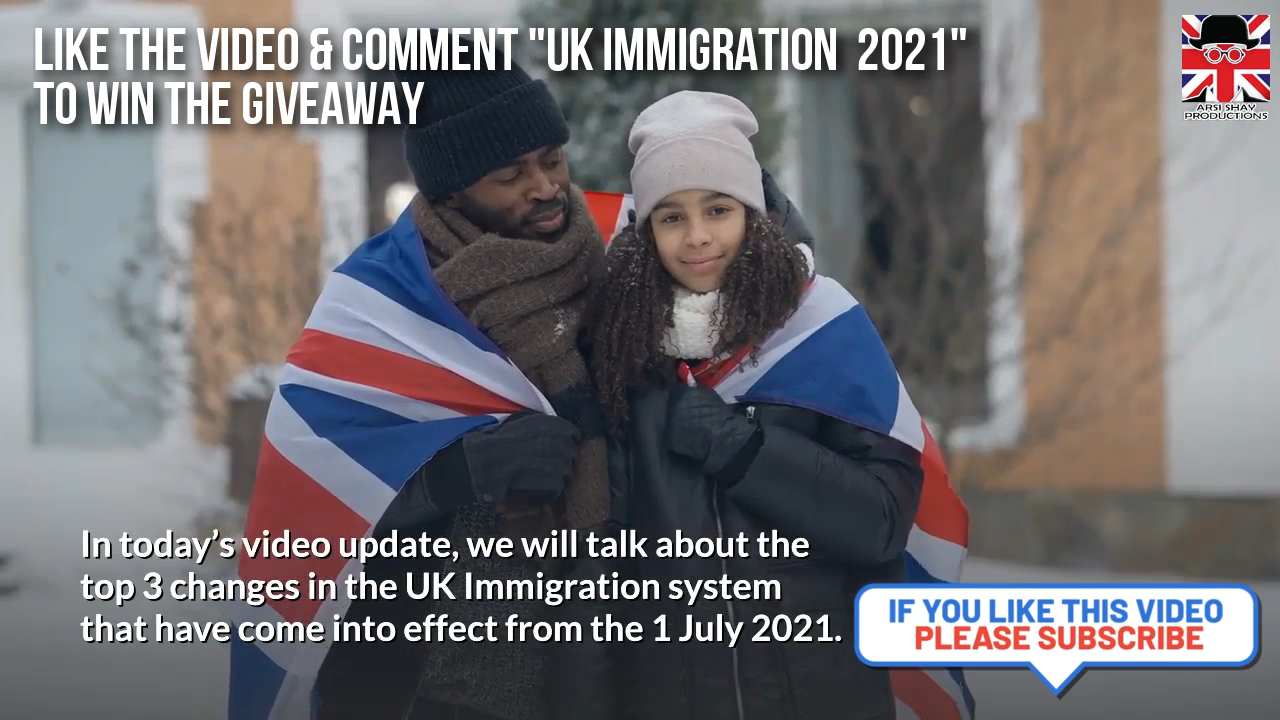 LIKE THE VIDEO & COMMENT "UK IMMIGRATION 2021"
TO WIN THE GIVEAWAY
ARSI SHAY
PRODUCTIONS
In today’s video update, we will talk about the
top 3 changes in the UK Immigration system
that have come into effect from the 1 July 2021.
IF YOU LIKE THIS VIDEO
PLEASE SUBSCRIBE